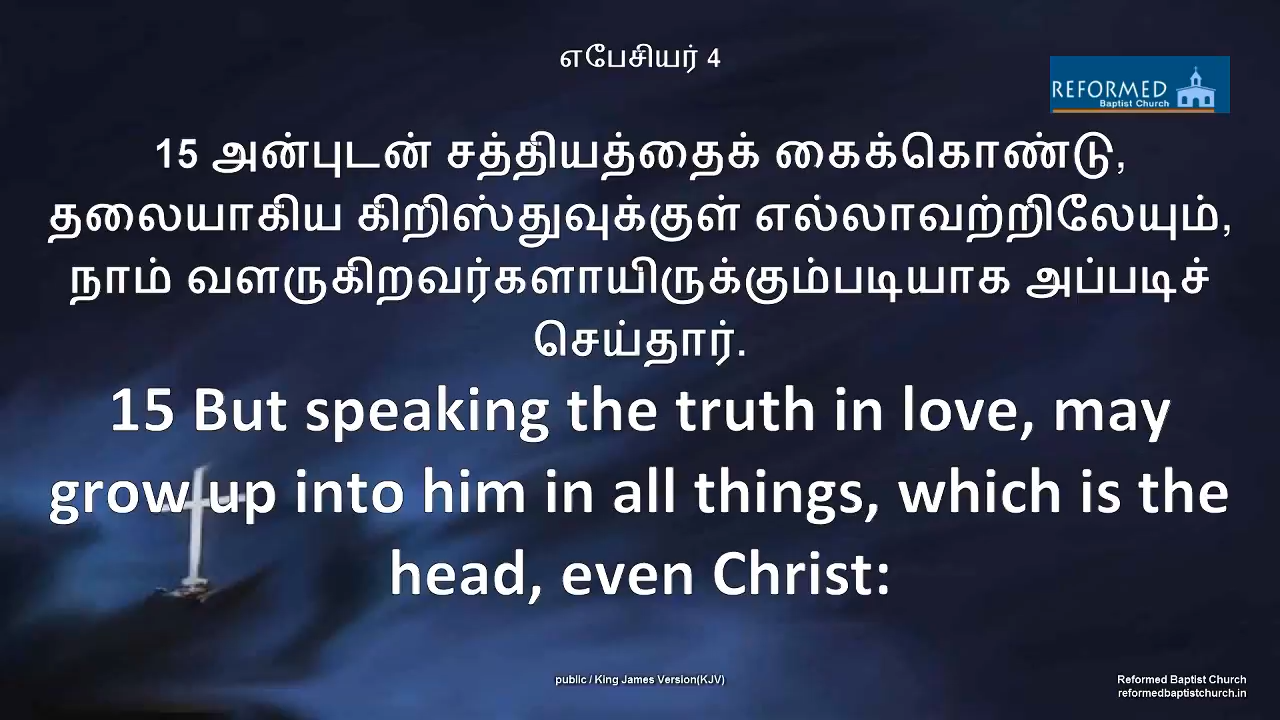 எபேசியர் 4
REFORMED
Baptist Church
15 அன்புடன் சத்தியத்தைக் கைக்கொண்டு,
தலையாகிய கிறிஸ்துவுக்குள் எல்லாவற்றிலேயும்,
நாம் வளருகிறவர்களாயிருக்கும்படியாக அப்படிச்
செய்தார்.
15 But speaking the truth in love, may
grow up into him in all things, which is the
head, even Christ:
public / King James Version(KJV)
Reformed Baptist Church
reformedbaptistchurch.in